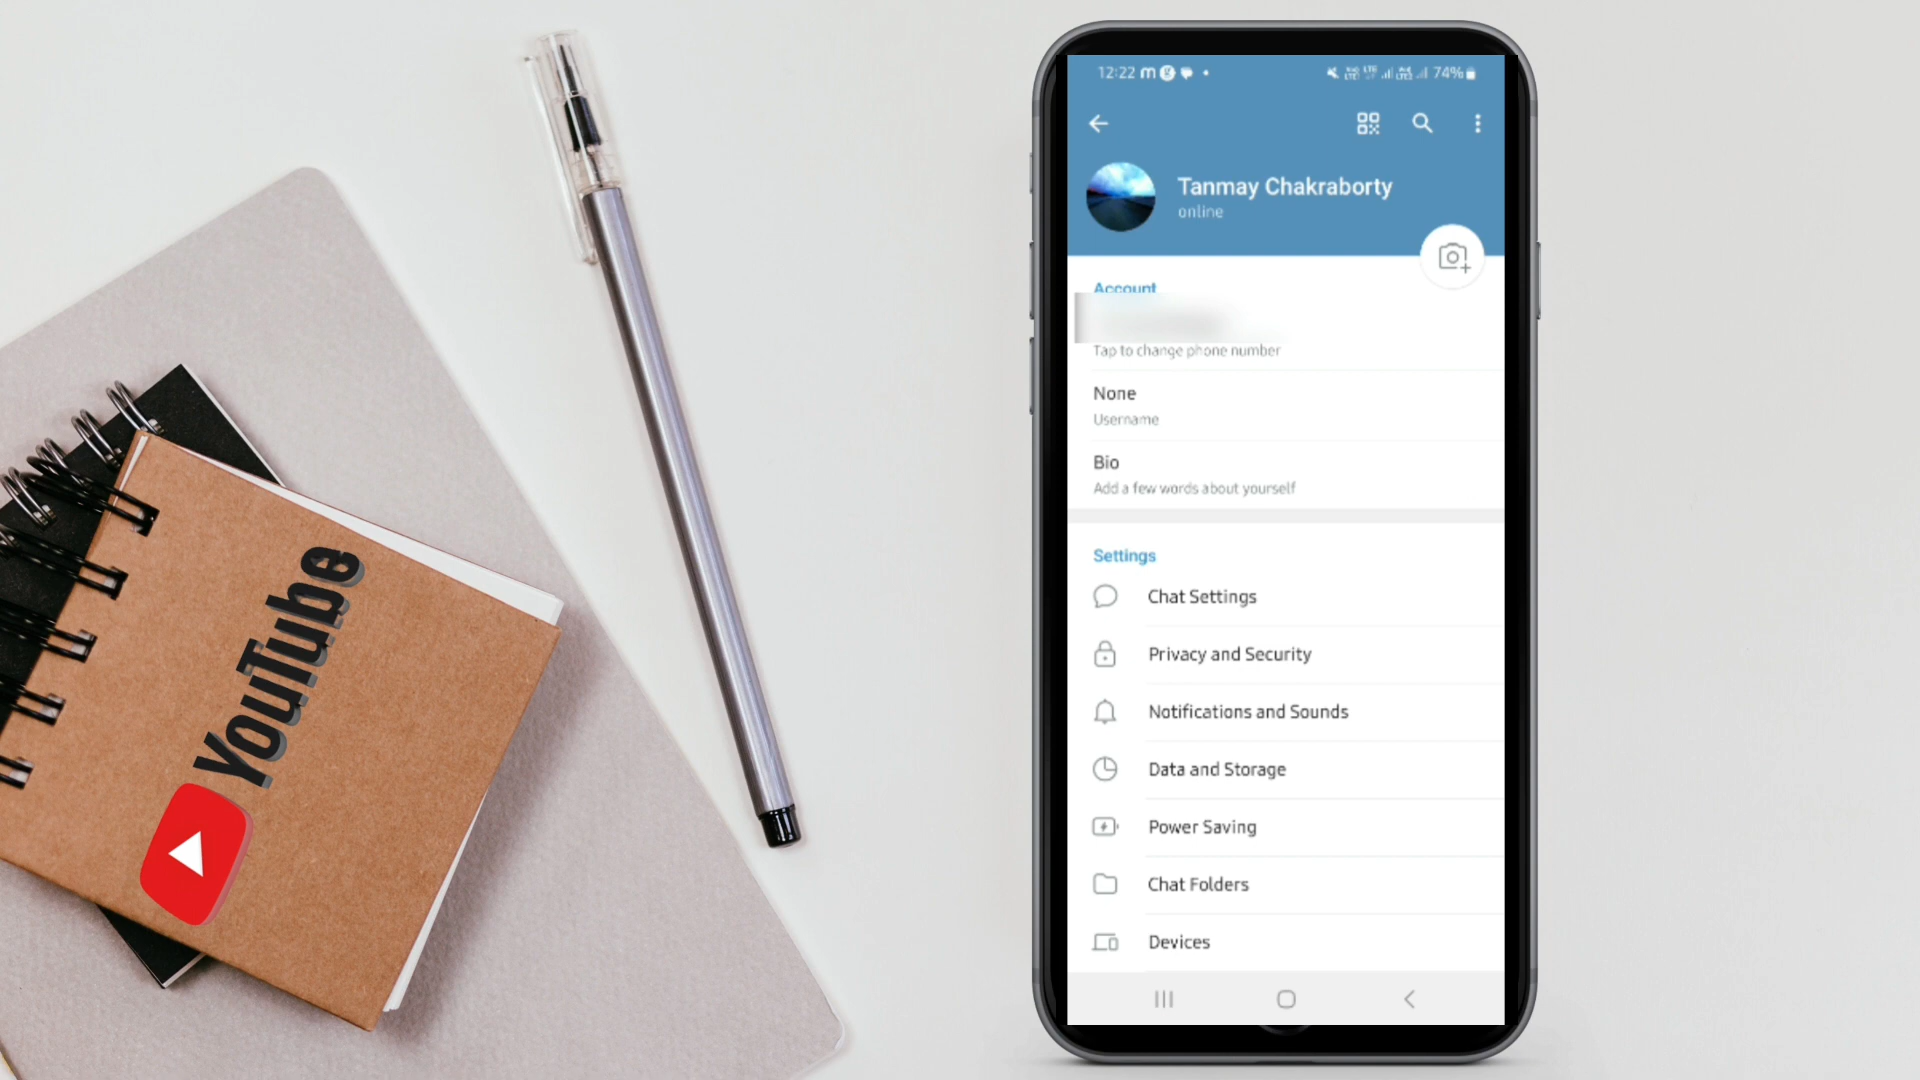 YouTube
12:22
74%
Tanmay Chakraborty
online
Account
Tap to change phone number
None
Username
Bio
Add a few words about yourself
Settings
Chat Settings
Privacy and Security
Notifications and Sounds
Data and Storage
Power Saving
Chat Folders
Devices